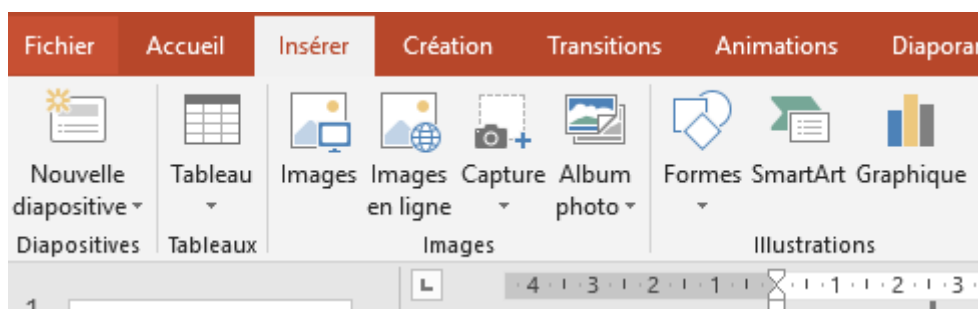 Fichier Accueil Insérer Création Transitions Animations Diaporar
Nouvelle Tableau Images Images Capture Album Formes SmartArt Graphique
diapositive en ligne photo
Diapositives Tableaux Images Illustrations
L 4 3 2 1 1 2 3
1